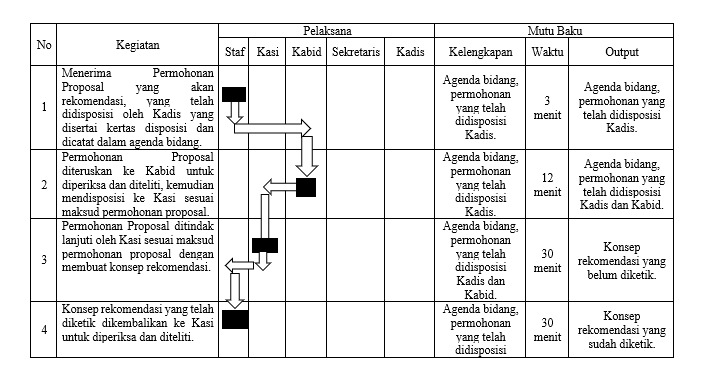 No Kegiatan Pelaksana Mutu Baku
Staf Kasi Kabid Sekretaris Kadis Kelengkapan Waktu Output
1
Menerima Permohonan
Proposal yang akan
rekomendasi, yang telah
didisposisi oleh Kadis yang
disertai kertas disposisi dan
dicatat dalam agenda bidang.
Agenda bidang,
permohonan
yang telah
didisposisi
Kadis.
3
menit
Agenda bidang,
permohonan yang
telah didisposisi
Kadis.
2
Permohonan Proposal
diteruskan ke Kabid untuk
diperiksa dan diteliti, kemudian
mendisposisi ke Kasi sesuai
maksud permohonan proposal.
Agenda bidang,
permohonan
yang telah
didisposisi
Kadis.
12
menit
Agenda bidang,
permohonan yang
telah didisposisi
Kadis dan Kabid.
3
Permohonan Proposal ditindak
lanjuti oleh Kasi sesuai maksud
permohonan proposal dengan
membuat konsep rekomendasi.
Agenda bidang,
permohonan
yang telah
didisposisi
Kadis dan
Kabid.
30
menit
Konsep
rekomendasi yang
belum diketik.
4
Konsep rekomendasi yang telah
diketik dikembalikan ke Kasi
untuk diperiksa dan diteliti.
Agenda bidang,
permohonan
yang telah
didisposisi
30
menit
Konsep
rekomendasi yang
sudah diketik.